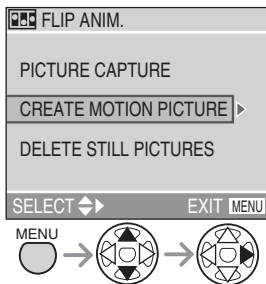 FLIP ANIM.
PICTURE CAPTURE
CREATE MOTION PICTURE
DELETE STILL PICTURES
SELECT EXIT MENU
MENU